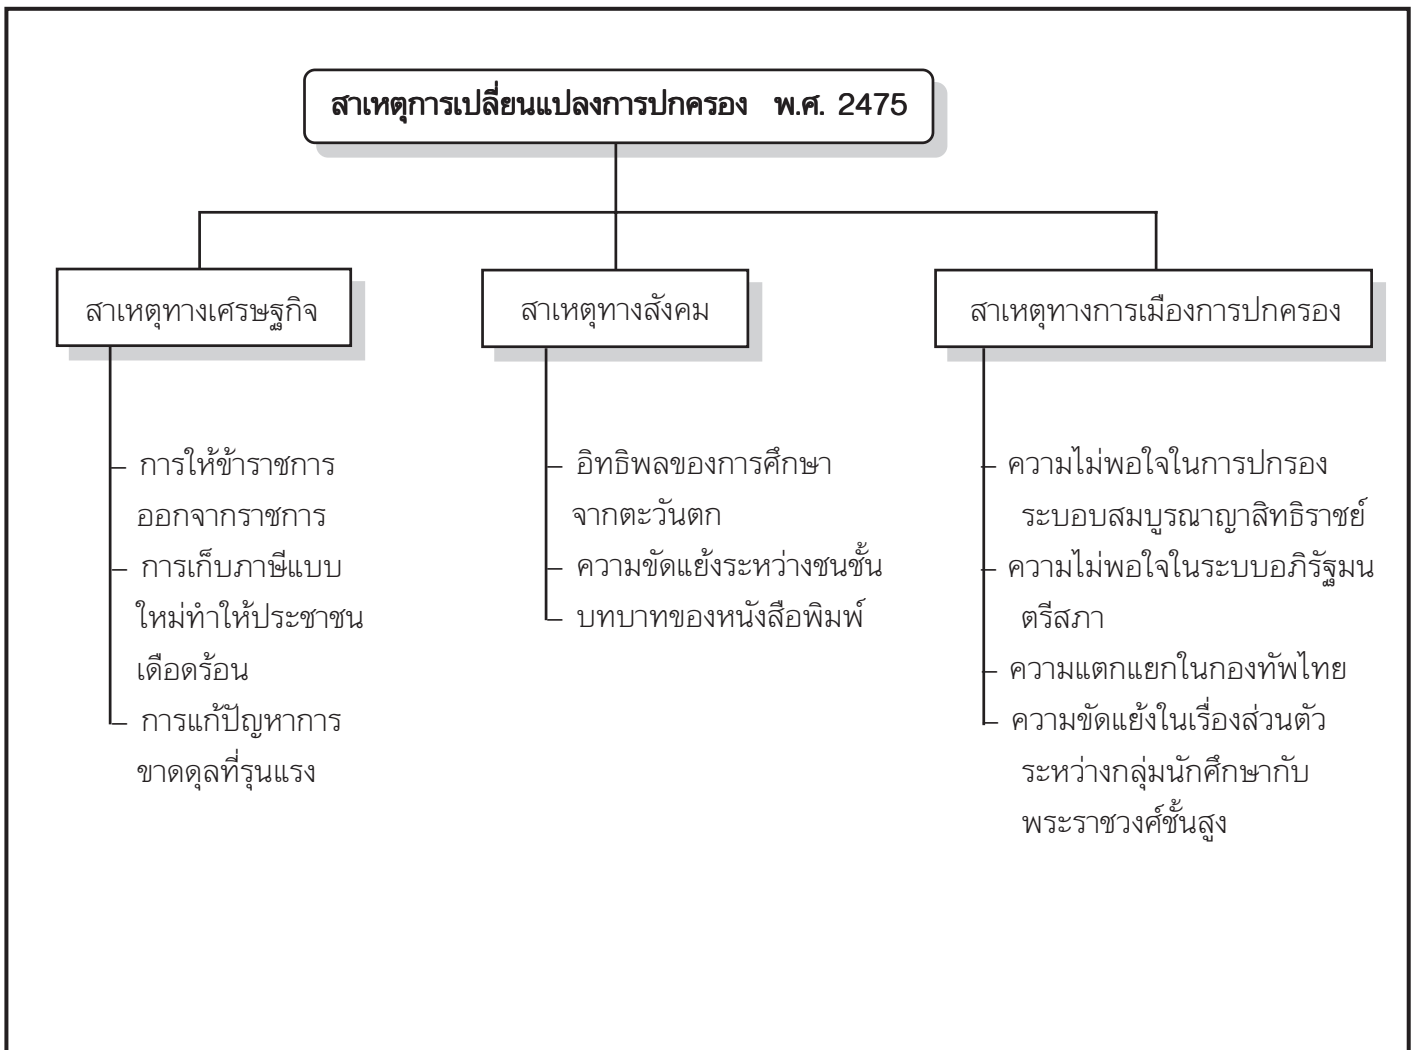 สาเหตุการเปลี่ยนแปลงการปกครอง พ.ศ. 2475
สาเหตุทางเศรษฐกิจ
– การให้ข้าราชการ
ออกจากราชการ
– การเก็บภาษีแบบ
ใหม่ทำให้ประชาชน
เดือดร้อน
– การแก้ปัญหาการ
ขาดดุลที่รุนแรง
สาเหตุทางสังคม
– อิทธิพลของการศึกษา
จากตะวันตก
– ความขัดแย้งระหว่างชนชั้น
– บทบาทของหนังสือพิมพ์
สาเหตุทางการเมืองการปกครอง
– ความไม่พอใจในการปกรอง
ระบอบสมบูรณาญาสิทธิราชย์
– ความไม่พอใจในระบบอภิรัฐมน
ตรีสภา
– ความแตกแยกในกองทัพไทย
– ความขัดแย้งในเรื่องส่วนตัว
ระหว่างกลุ่มนักศึกษากับ
พระราชวงศ์ชั้นสูง